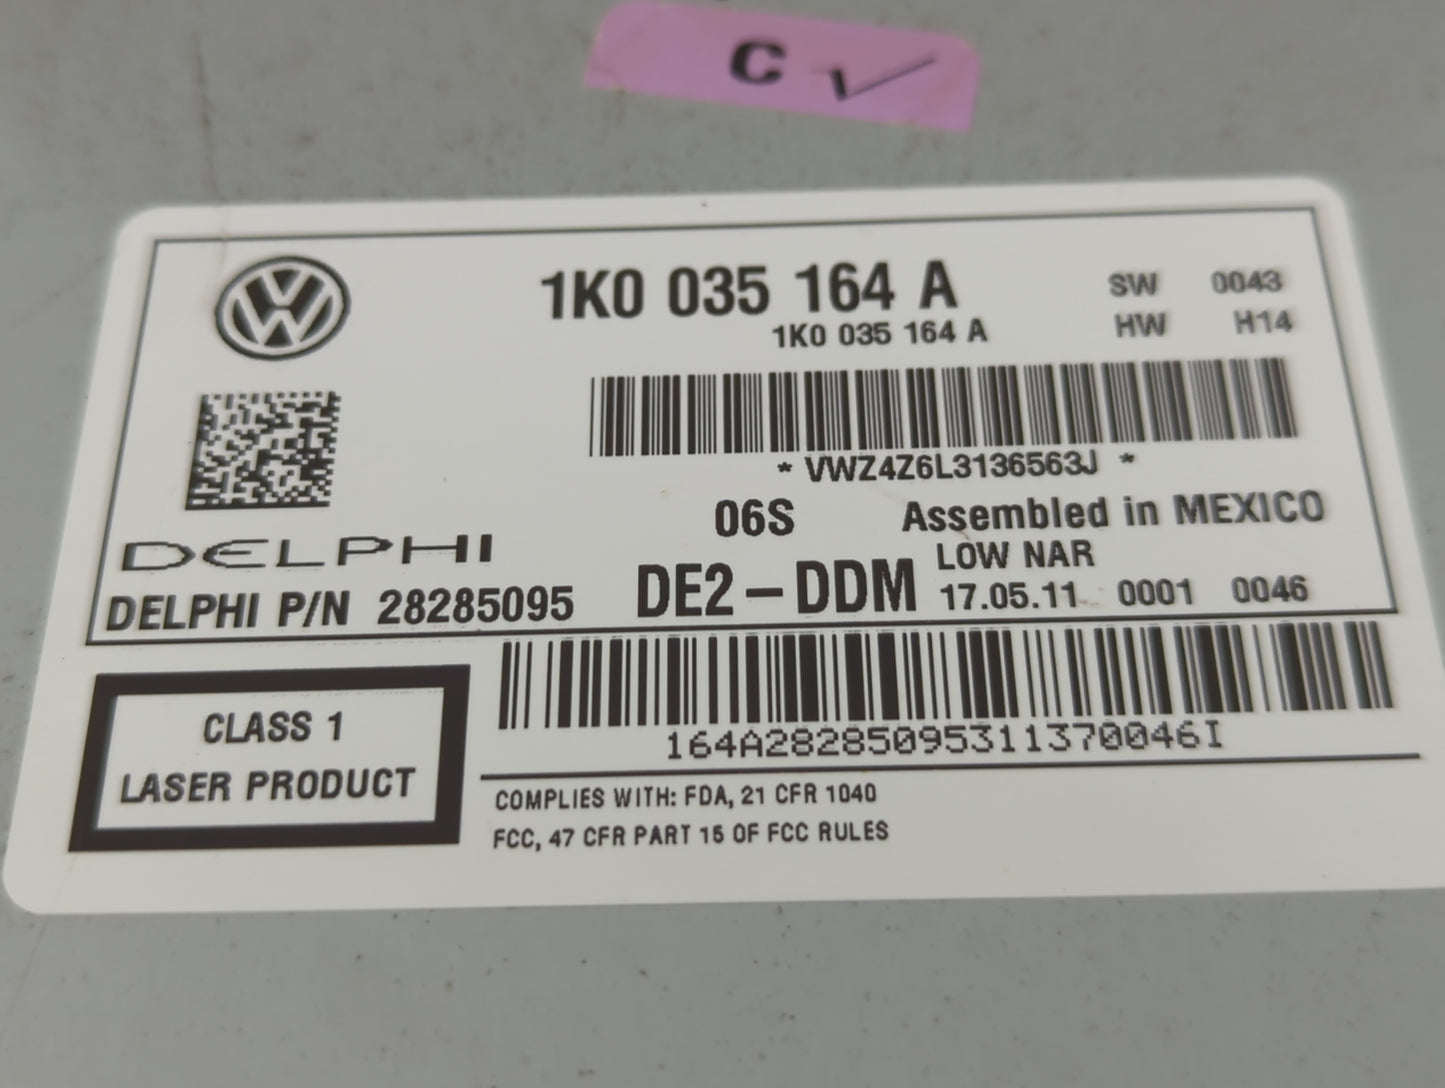 C
1K0 035 164 A
1K0 035 164 A
SW 0043
HW H14
* VWZ4Z6L3136563J *
06S
Assembled in MEXICO
DELPHI
LOW NAR
DELPHI P/N 28285095
DE2-DDM
17.05.11 0001 0046
CLASS 1
LASER PRODUCT
164A28285095311370046I
COMPLIES WITH: FDA, 21 CFR 1040
FCC, 47 CFR PART 15 OF FCC RULES